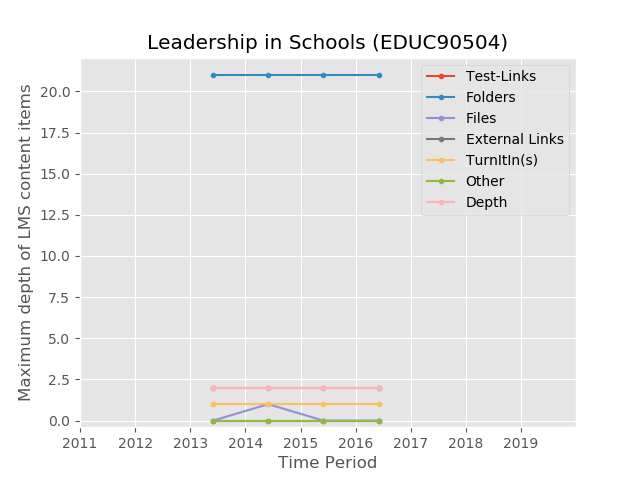 Leadership in Schools (EDUC90504)
Maximum depth of LMS content items
20.0
17.5
15.0
12.5
10.0
7.5
5.0
2.5
0.0
Test-Links
Folders
Files
External Links
TurnItIn(s)
Other
Depth
2011 2012 2013 2014 2015 2016 2017 2018 2019
Time Period